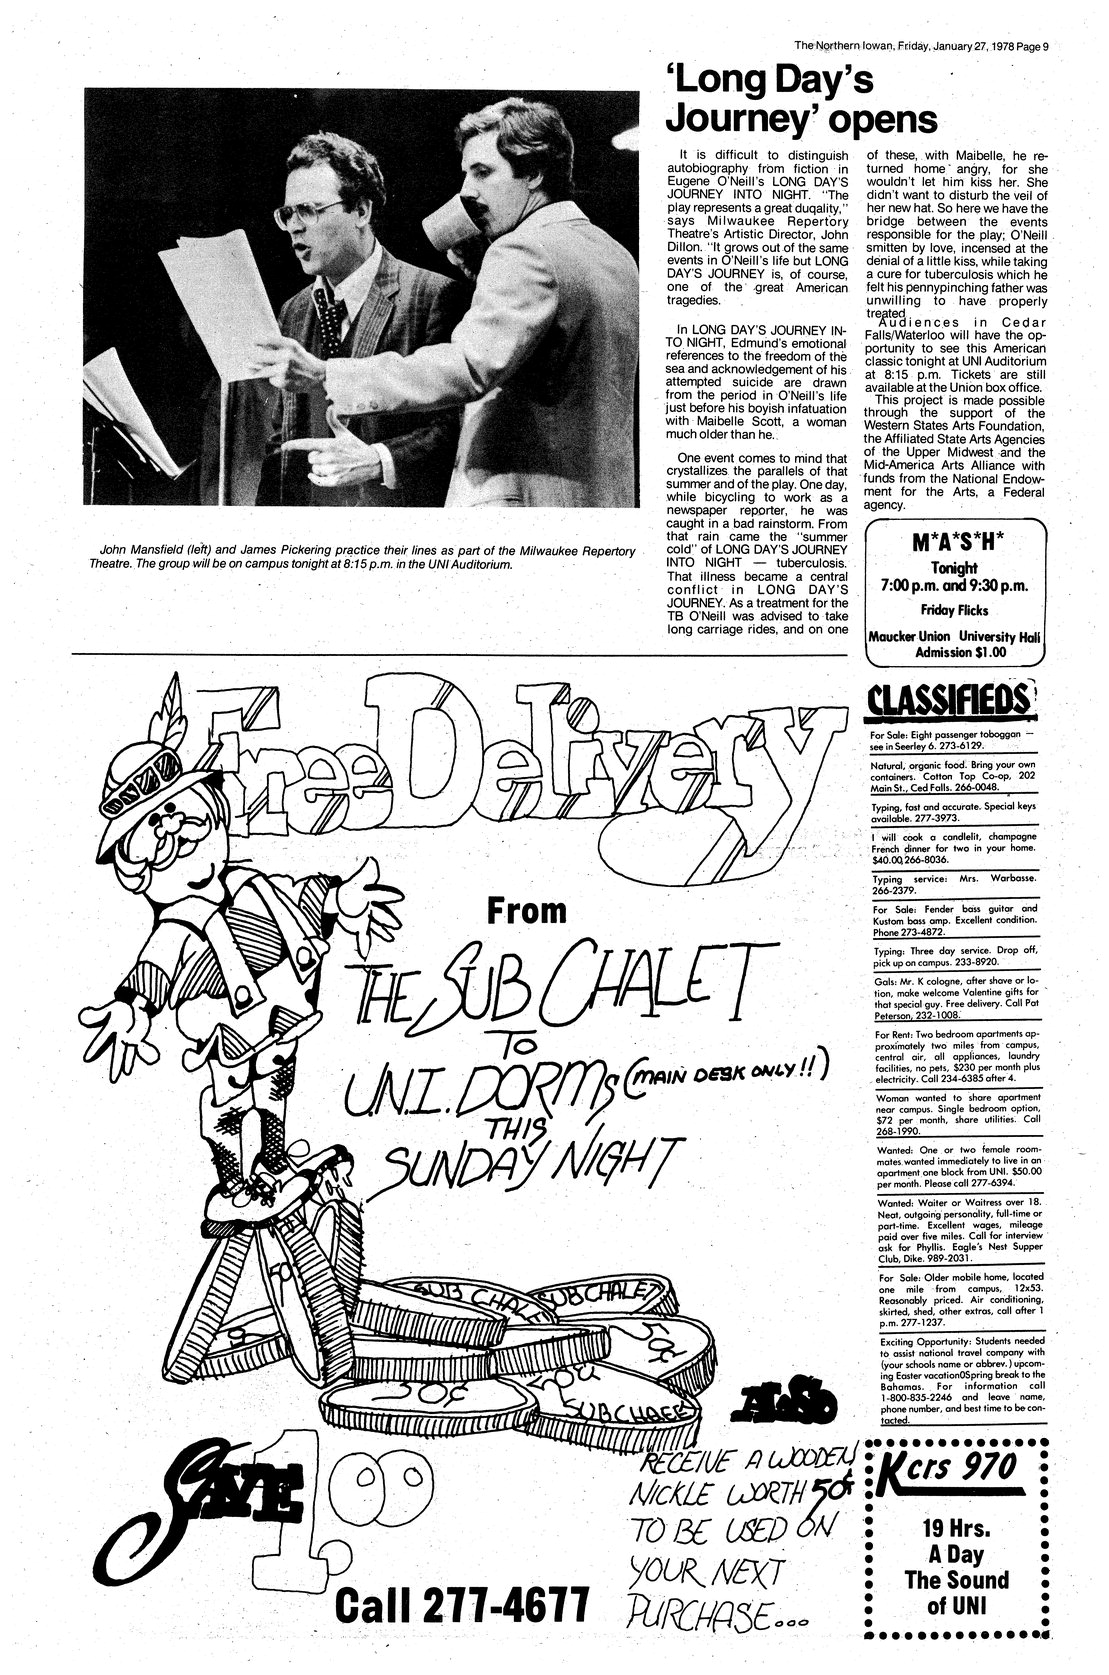 The Northern Iowan, Friday, January 27, 1978 Page 9
'Long Day's
Journey' opens
It is difficult to distinguish
autobiography from fiction in
Eugene O'Neill's LONG DAY'S
JOURNEY INTO NIGHT. "The
play represents a great duqality,"
says Milwaukee Repertory
Theatre's Artistic Director, John
Dillon. "It grows out of the same
events in O'Neill's life but LONG
DAY'S JOURNEY is, of course,
one of the great American
tragedies.
In LONG DAY'S JOURNEY IN-
TO NIGHT, Edmund's emotional
references to the freedom of the
sea and acknowledgement of his
attempted suicide are drawn
from the period in O'Neill's life
just before his boyish infatuation
with Maibelle Scott, a woman
much older than he.
One event comes to mind that
crystallizes the parallels of that
summer and of the play. One day,
while bicycling to work as a
newspaper reporter, he was
caught in a bad rainstorm. From
that rain came the "summer
cold" of LONG DAY'S JOURNEY
INTO NIGHT — tuberculosis.
That illness became a central
conflict in LONG DAY'S
JOURNEY. As a treatment for the
TB O'Neill was advised to take
long carriage rides, and on one
of these, with Maibelle, he re-
turned home angry, for she
wouldn't let him kiss her. She
didn't want to disturb the veil of
her new hat. So here we have the
bridge between the events
responsible for the play; O'Neill
smitten by love, incensed at the
denial of a little kiss, while taking
a cure for tuberculosis which he
felt his pennypinching father was
unwilling to have properly
treated
Audiences in Cedar
Falls/Waterloo will have the op-
portunity to see this American
classic tonight at UNI Auditorium
at 8:15 p.m. Tickets are still
available at the Union box office.
This project is made possible
through the support of the
Western States Arts Foundation,
the Affiliated State Arts Agencies
of the Upper Midwest and the
Mid-America Arts Alliance with
funds from the National Endow-
ment for the Arts, a Federal
agency.
John Mansfield (left) and James Pickering practice their lines as part of the Milwaukee Repertory
Theatre. The group will be on campus tonight at 8:15 p.m. in the UNI Auditorium.
M*A*S*H*
Tonight
7:00 p.m. and 9:30 p.m.
Friday Flicks
Maucker Union University Hall
Admission $1.00
CLASSIFIEDS
For Sale: Eight passenger toboggan —
see in Seerley 6. 273-6129.
Natural, organic food. Bring your own
containers. Cotton Top Co-op, 202
Main St., Ced Falls. 266-0048.
Typing, fast and accurate. Special keys
available. 277-3973.
I will cook a candlelit, champagne
French dinner for two in your home.
$40.00, 266-8036.
Typing service: Mrs. Warbasse.
266-2379.
For Sale: Fender bass guitar and
Kustom bass amp. Excellent condition.
Phone 273-4872.
Typing: Three day service. Drop off,
pick up on campus. 233-8920.
Gals: Mr. K cologne, after shave or lo-
tion, make welcome Valentine gifts for
that special guy. Free delivery. Call Pat
Peterson, 232-1008.
For Rent: Two bedroom apartments ap-
proximately two miles from campus,
central air, all appliances, laundry
facilities, no pets, $230 per month plus
electricity. Call 234-6385 after 4.
Woman wanted to share apartment
near campus. Single bedroom option,
$72 per month, share utilities. Call
268-1990.
Wanted: One or two female room-
mates wanted immediately to live in an
apartment one block from UNI. $50.00
per month. Please call 277-6394.
Wanted: Waiter or Waitress over 18.
Neat, outgoing personality, full-time or
part-time. Excellent wages, mileage
paid over five miles. Call for interview
ask for Phyllis. Eagle's Nest Supper
Club, Dike. 989-2031.
For Sale: Older mobile home, located
one mile from campus, 12x53.
Reasonably priced. Air conditioning,
skirted, shed, other extras, call after 1
p.m. 277-1237.
Exciting Opportunity: Students needed
to assist national travel company with
(your schools name or abbrev.) upcom-
ing Easter vacation0Spring break to the
Bahamas. For information call
1-800-835-2246 and leave name,
phone number, and best time to be con-
tacted.
Free Delivery
From
THE SUB CHALET
TO
U.N.I. DORMS (MAIN DESK ONLY!!)
THIS
SUNDAY NIGHT
50
SUB CHALET
SUB CHALET
50¢
50¢
50¢
SUB CHALET
ALSO
RECEIVE A WOODEN
NICKLE WORTH 50¢
TO BE USED ON
YOUR NEXT
PURCHASE...
SAVE 1.00
Call 277-4677
Kcrs 970
19 Hrs.
A Day
The Sound
of UNI